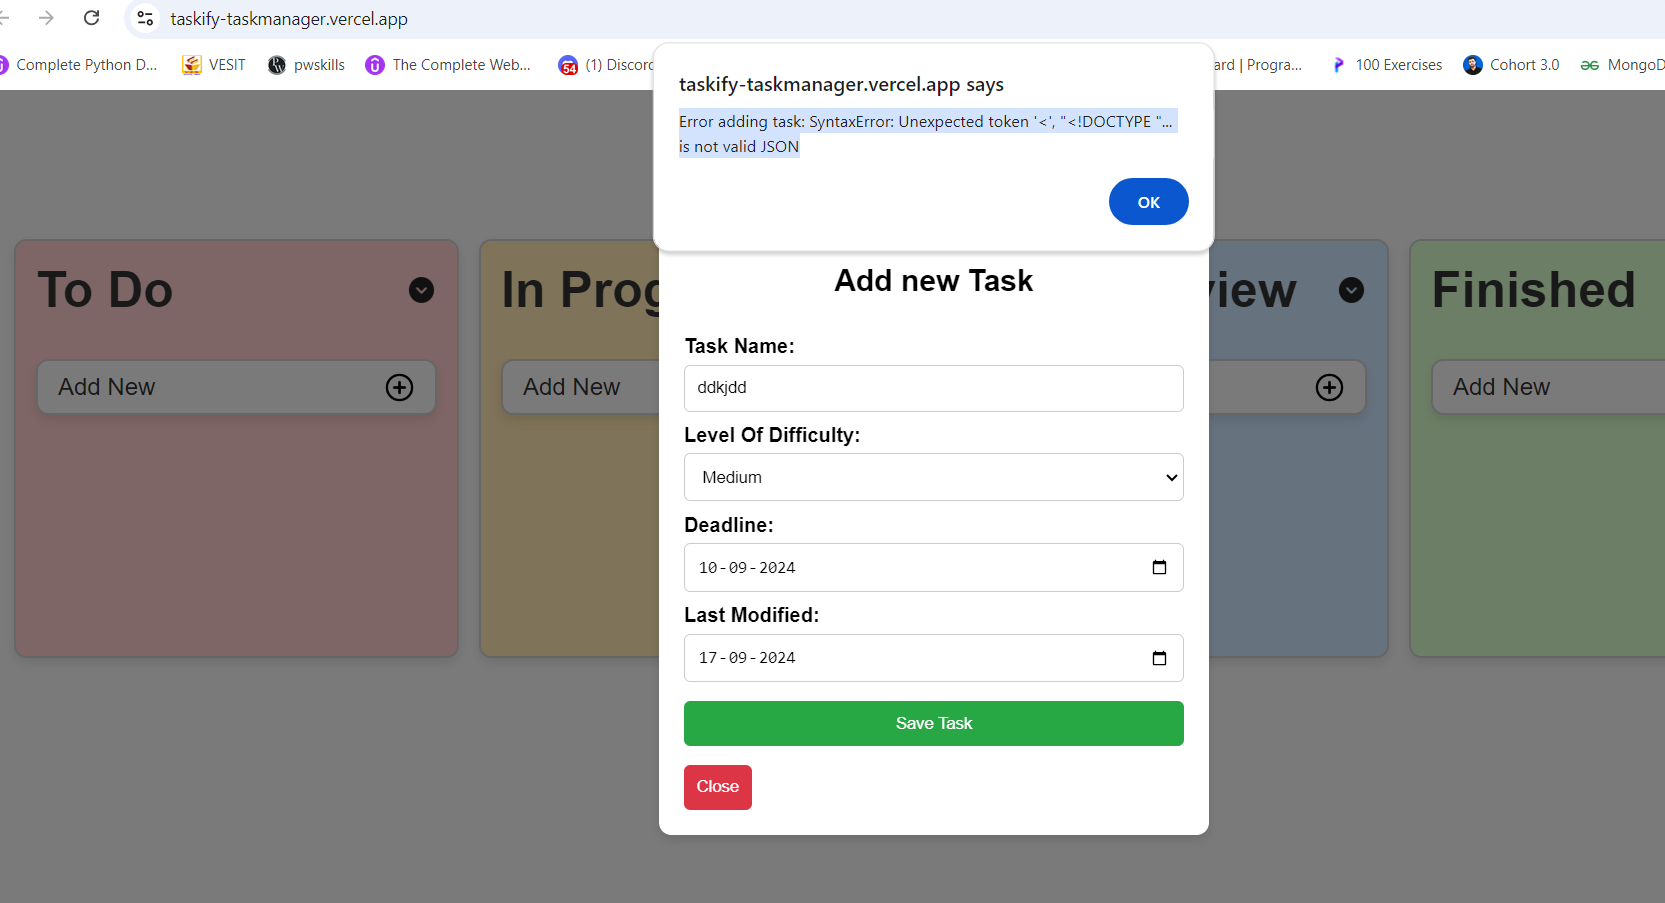 taskify-taskmanager.vercel.app
Complete Python D... VESIT pwskills The Complete Web... (1) Discord ard | Progra... 100 Exercises Cohort 3.0 MongoD
54
taskify-taskmanager.vercel.app says
Error adding task: SyntaxError: Unexpected token '<', "<!DOCTYPE "...
is not valid JSON
OK
To Do
In Prog
view
Finished
Add New
Add New
Add New
Add new Task
Task Name:
ddkjdd
Level Of Difficulty:
Medium
Deadline:
10-09-2024
Last Modified:
17-09-2024
Save Task
Close